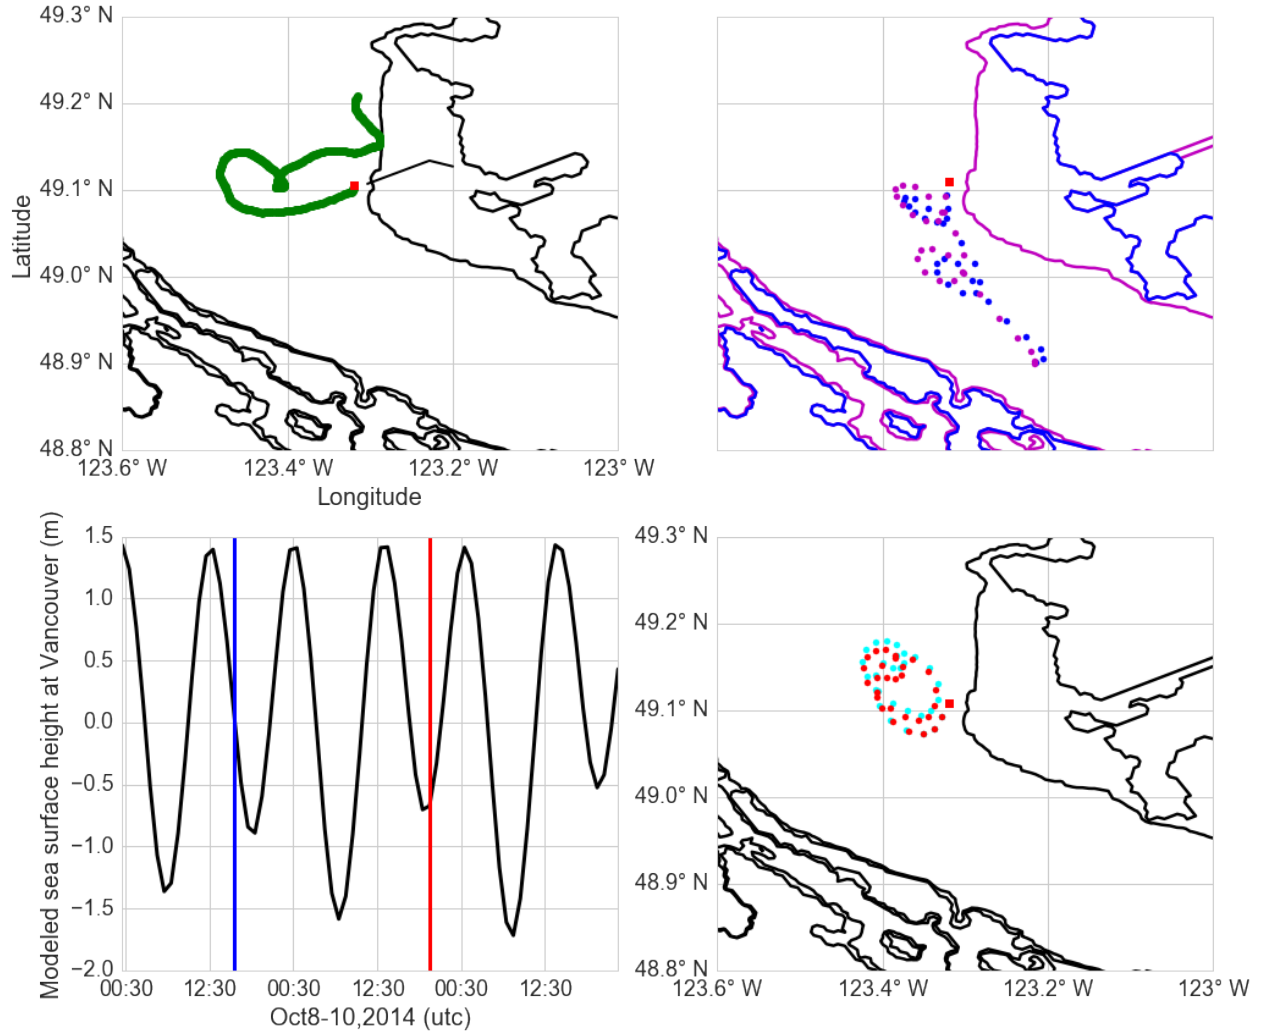 49.3° N
49.2° N
49.1° N
49.0° N
48.9° N
48.8° N
Latitude
123.6° W 123.4° W 123.2° W 123° W
Longitude
Modeled sea surface height at Vancouver (m)
1.5
1.0
0.5
0.0
−0.5
−1.0
−1.5
−2.0
00:30 12:30 00:30 12:30 00:30 12:30
Oct8-10,2014 (utc)
49.3° N
49.2° N
49.1° N
49.0° N
48.9° N
48.8° N
123.6° W 123.4° W 123.2° W 123° W